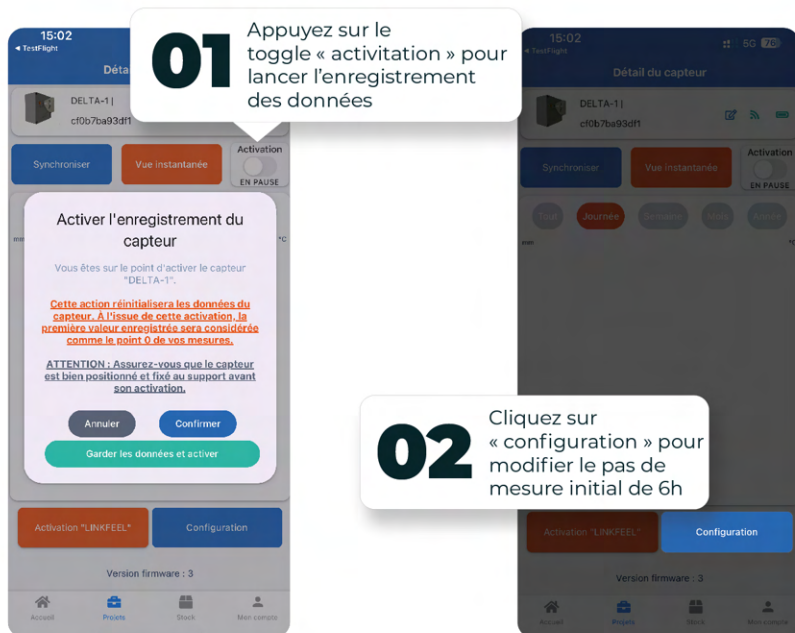 01
Appuyez sur le
toggle « activitation » pour
lancer l'enregistrement
des données
15:02
◄ TestFlight
Déta
DELTA-1 |
cf0b7ba93df1
Synchroniser
Vue instantanée
Activation
EN PAUSE
mm
°C
Activer l'enregistrement du
capteur
Vous êtes sur le point d'activer le capteur
"DELTA-1".
Cette action réinitialisera les données du
capteur. À l'issue de cette activation, la
première valeur enregistrée sera considérée
comme le point 0 de vos mesures.
ATTENTION : Assurez-vous que le capteur
est bien positionné et fixé au support avant
son activation.
Annuler
Confirmer
Garder les données et activer
Activation "LINKFEEL"
Configuration
Version firmware : 3
Accueil
Projets
Stock
Mon compte
15:02
◄ TestFlight
5G 70
Détail du capteur
DELTA-1 |
cf0b7ba93df1
Synchroniser
Vue instantanée
Activation
EN PAUSE
Tout
Journée
Semaine
Mois
Année
mm
°C
02
Cliquez sur
« configuration » pour
modifier le pas de
mesure initial de 6h
Activation "LINKFEEL"
Configuration
Version firmware : 3
Accueil
Projets
Stock
Mon compte